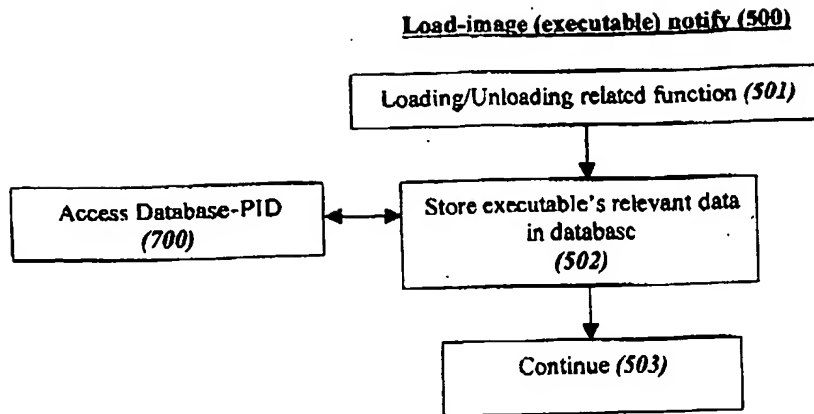 Load-image (executable) notify (500)
Loading/Unloading related function (501)
Access Database-PID
(700)
Store executable's relevant data
in database
(502)
Continue (503)